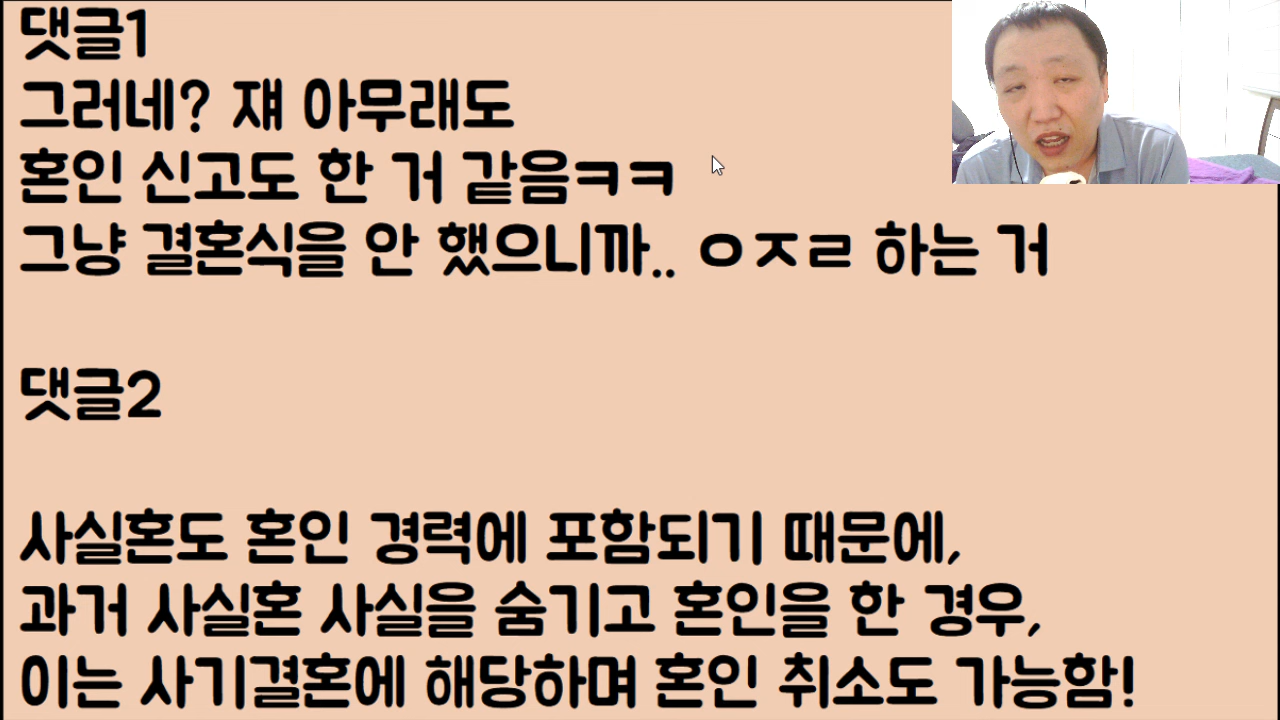 댓글1
그러네? 쟤 아무래도
혼인 신고도 한 거 같음ㅋㅋ
그냥 결혼식을 안 했으니까.. ㅇㅈㄹ 하는 거
댓글2
사실혼도 혼인 경력에 포함되기 때문에,
과거 사실혼 사실을 숨기고 혼인을 한 경우,
이는 사기결혼에 해당하며 혼인 취소도 가능함!